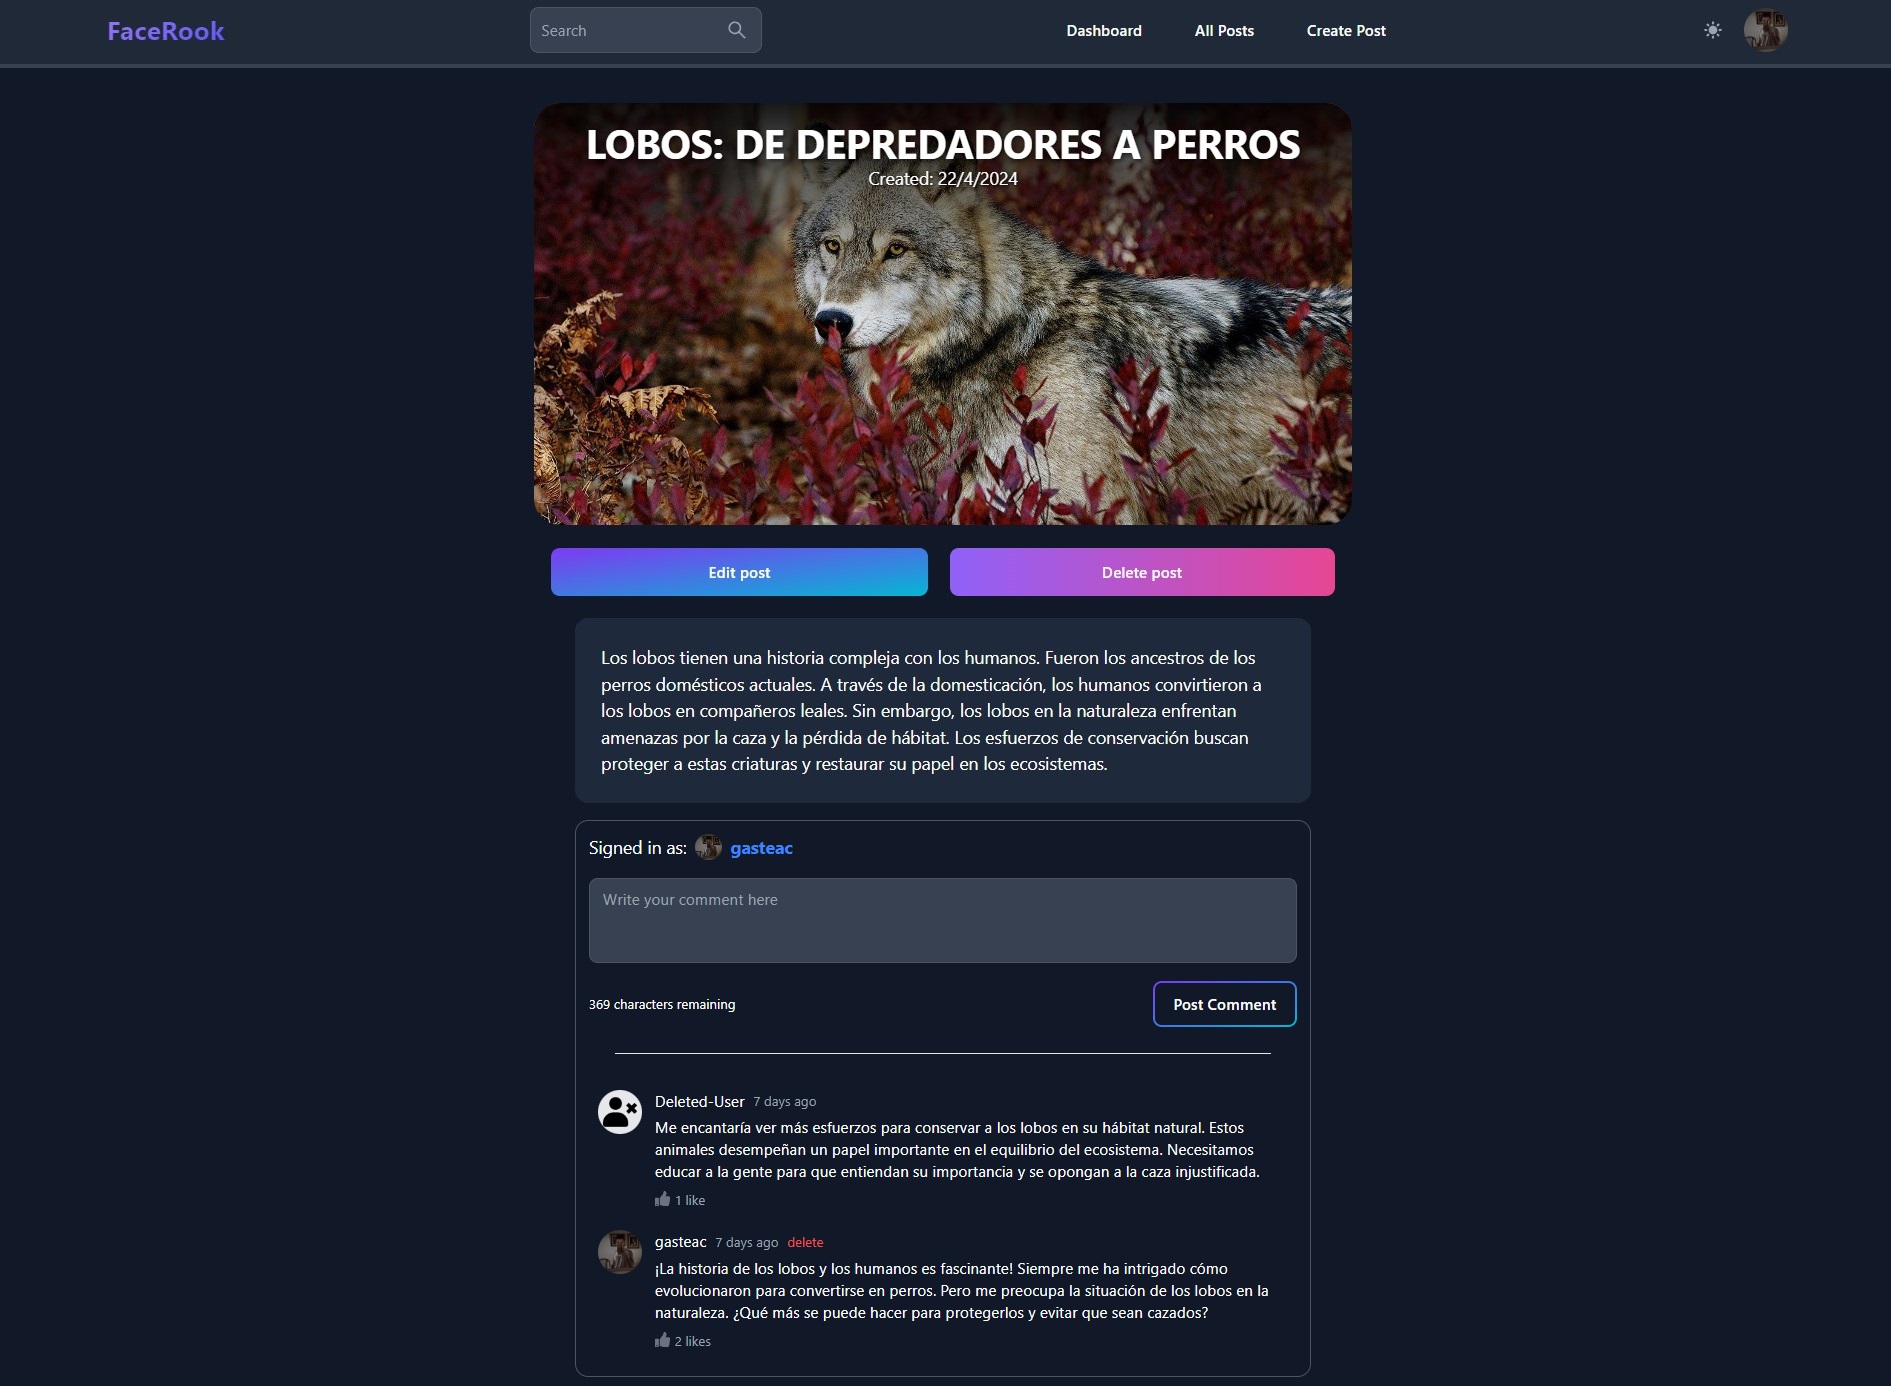 FaceRook
Search
Dashboard
All Posts
Create Post
LOBOS: DE DEPREDADORES A PERROS
Created: 22/4/2024
Edit post
Delete post
Los lobos tienen una historia compleja con los humanos. Fueron los ancestros de los
perros domésticos actuales. A través de la domesticación, los humanos convirtieron a
los lobos en compañeros leales. Sin embargo, los lobos en la naturaleza enfrentan
amenazas por la caza y la pérdida de hábitat. Los esfuerzos de conservación buscan
proteger a estas criaturas y restaurar su papel en los ecosistemas.
Signed in as: gasteac
Write your comment here
369 characters remaining
Post Comment
Deleted-User 7 days ago
Me encantaría ver más esfuerzos para conservar a los lobos en su hábitat natural. Estos
animales desempeñan un papel importante en el equilibrio del ecosistema. Necesitamos
educar a la gente para que entiendan su importancia y se opongan a la caza injustificada.
1 like
gasteac 7 days ago delete
¡La historia de los lobos y los humanos es fascinante! Siempre me ha intrigado cómo
evolucionaron para convertirse en perros. Pero me preocupa la situación de los lobos en la
naturaleza. ¿Qué más se puede hacer para protegerlos y evitar que sean cazados?
2 likes